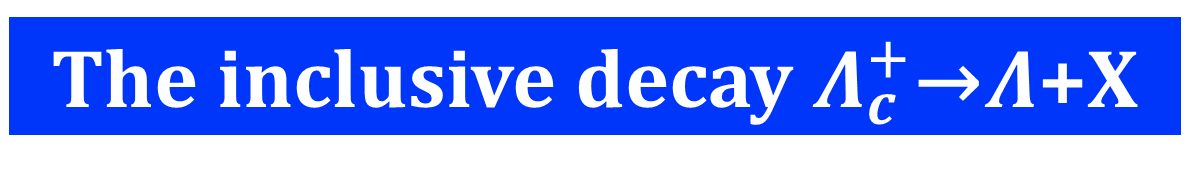 The inclusive decay Λ_c^+→Λ+X